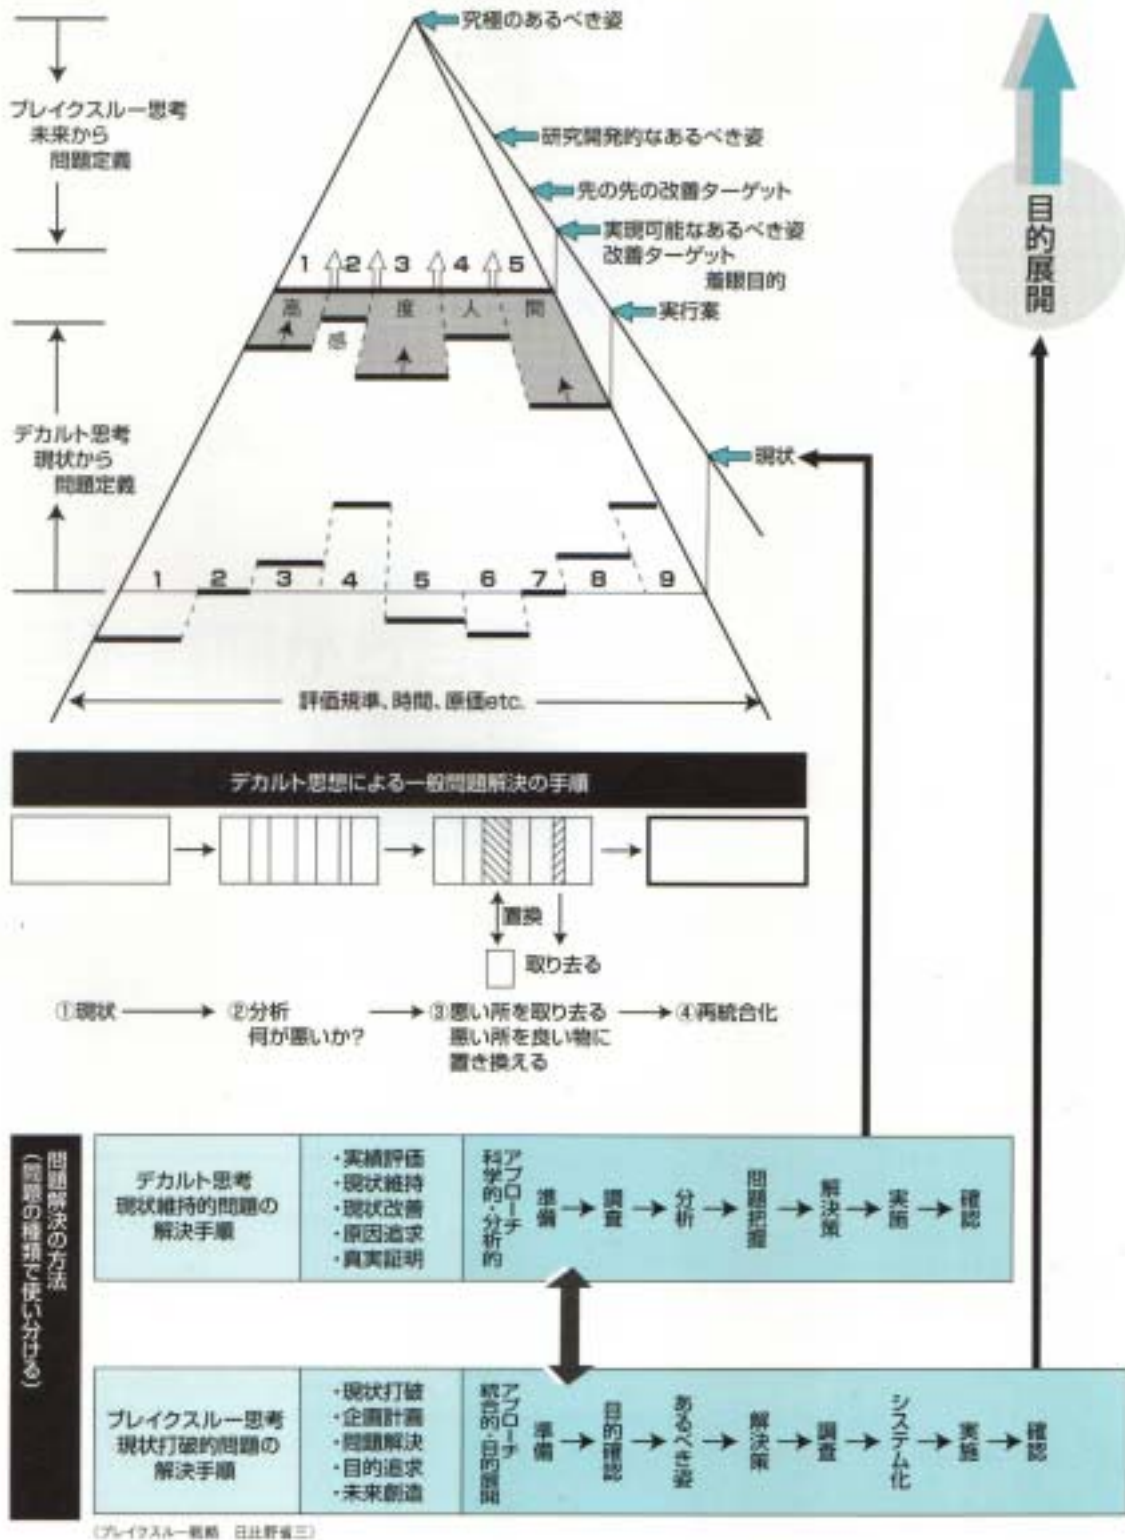 究極のあるべき姿
ブレイクスルー思考
未来から
問題定義
研究開発的なあるべき姿
先の先の改善ターゲット
実現可能なあるべき姿
改善ターゲット
着眼目的
目的展開
1 2 3 4 5
高 感 度 人 間
実行案
デカルト思考
現状から
問題定義
現状
1 2 3 4 5 6 7 8 9
評価規準、時間、原価etc.
デカルト思想による一般問題解決の手順
置換
取り去る
①現状
②分析
何が悪いか?
③悪い所を取り去る
悪い所を良い物に
置き換える
④再統合化
問題解決の方法
(問題の種類で使い分ける)
デカルト思考
現状維持的問題の
解決手順
・実績評価
・現状維持
・現状改善
・原因追求
・真実証明
科学的・分析的
アプローチ
準備
調査
分析
問題把握
解決策
実施
確認
ブレイクスルー思考
現状打破的問題の
解決手順
・現状打破
・企画計画
・問題解決
・目的追求
・未来創造
統合的・目的展開
アプローチ
準備
目的確認
あるべき姿
解決策
調査
システム化
実施
確認
(ブレイクスルー戦略 日比野省三)